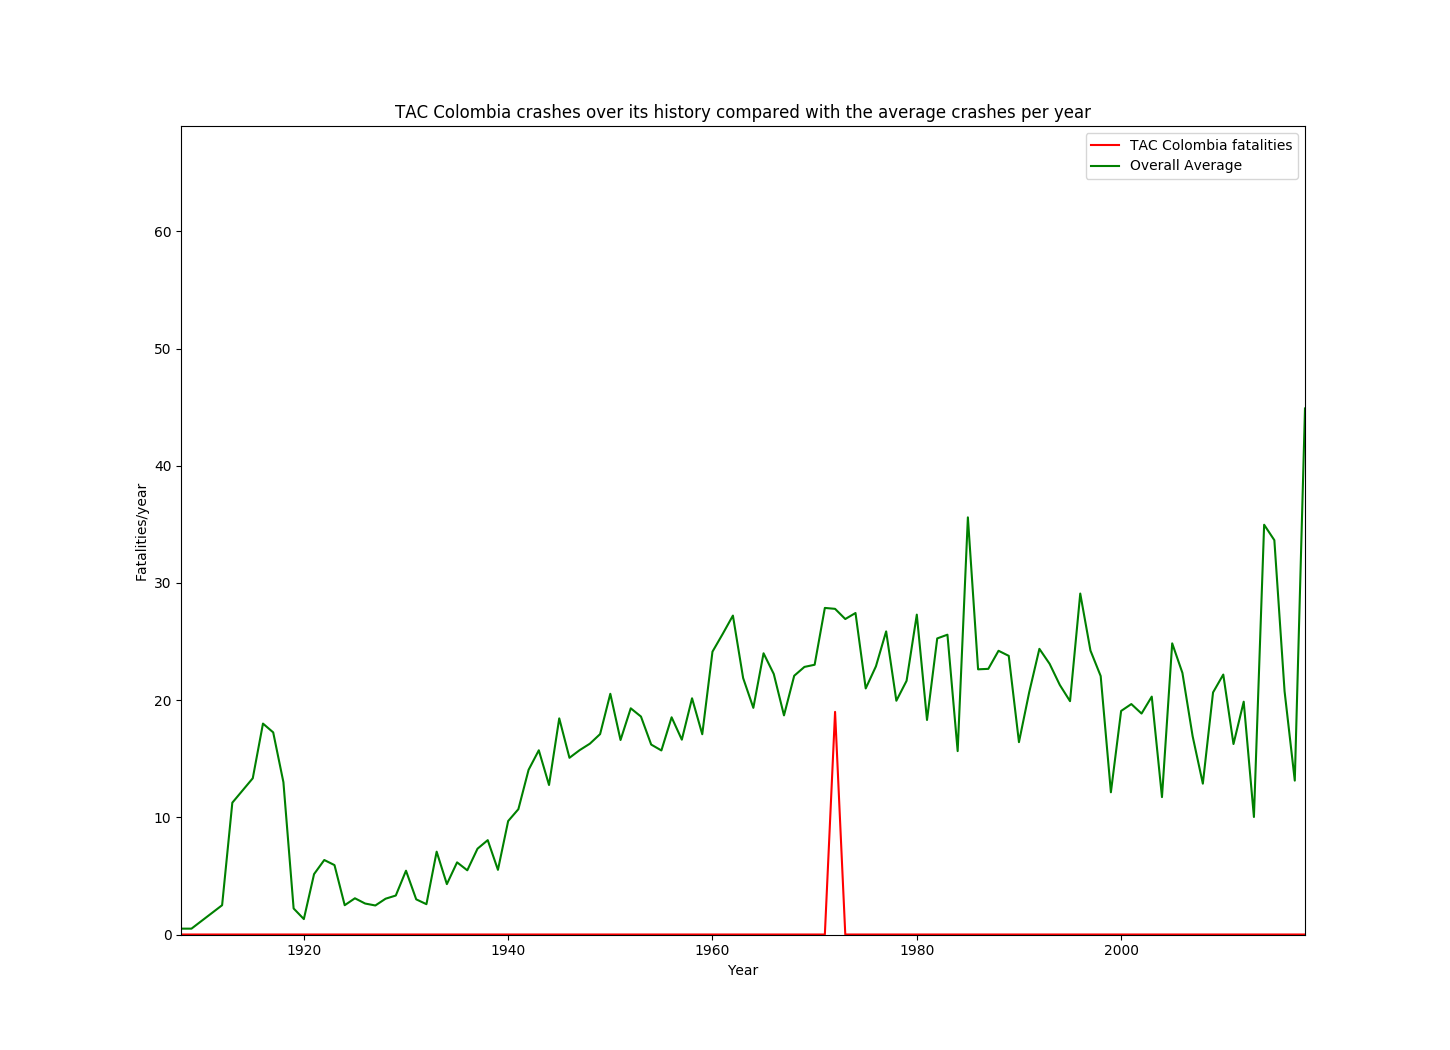 TAC Colombia crashes over its history compared with the average crashes per year
TAC Colombia fatalities
Overall Average
60
50
40
30
20
10
0
Fatalities/year
1920
1940
1960
1980
2000
Year